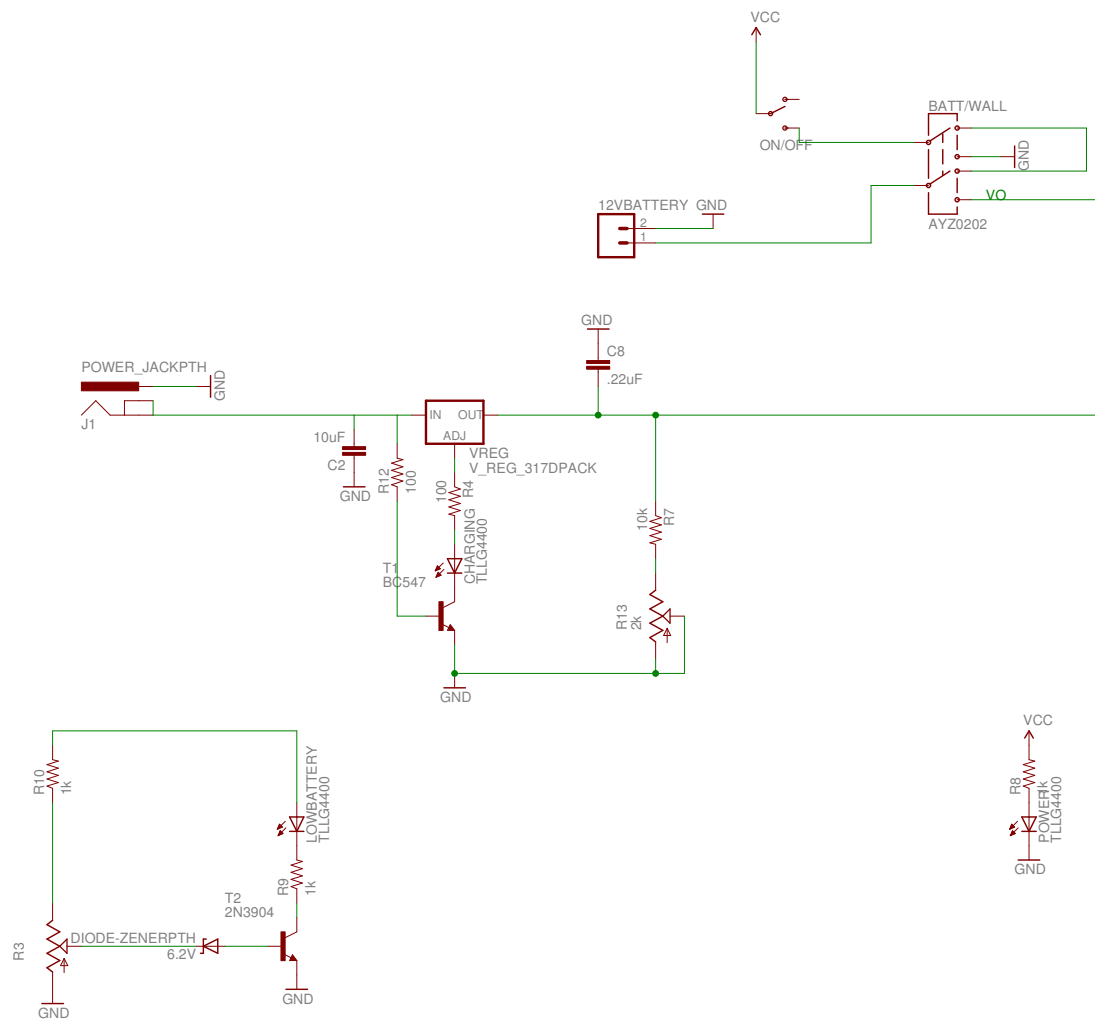 VCC
ON/OFF
BATT/WALL
GND
VO
AYZ0202
12VBATTERY
GND
2
1
GND
C8
.22uF
POWER_JACKPTH
GND
J1
IN
OUT
ADJ
VREG
V_REG_317DPACK
10uF
C2
GND
R12
100
100
R4
CHARGING
TLLG4400
T1
BC547
10k
R7
R13
2k
GND
R10
1k
LOWBATTERY
TLLG4400
R9
1k
T2
2N3904
R3
DIODE-ZENERPTH
6.2V
GND
GND
VCC
R8
1k
POWER
TLLG4400
GND